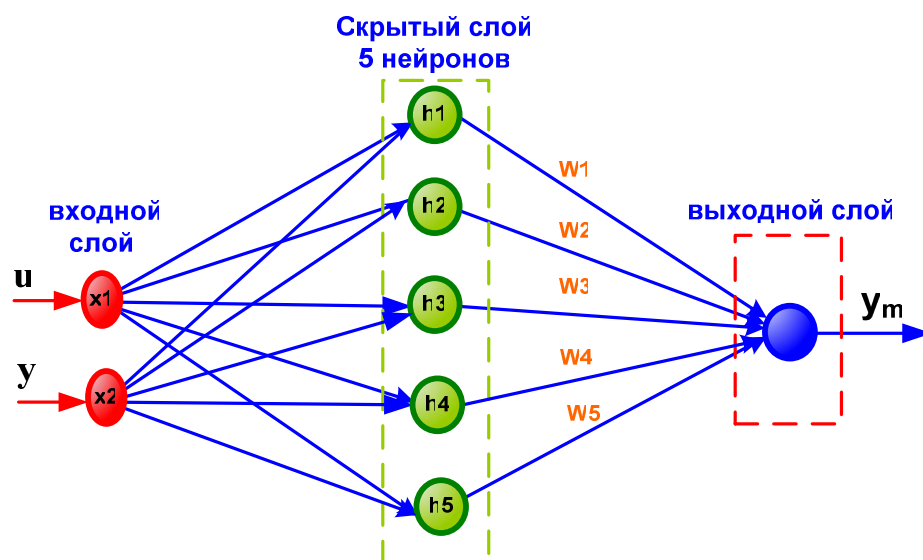 Скрытый слой
5 нейронов
h1
w1
h2
входной
слой
w2
выходной слой
u
x1
h3
w3
ym
y
x2
h4
w4
w5
h5